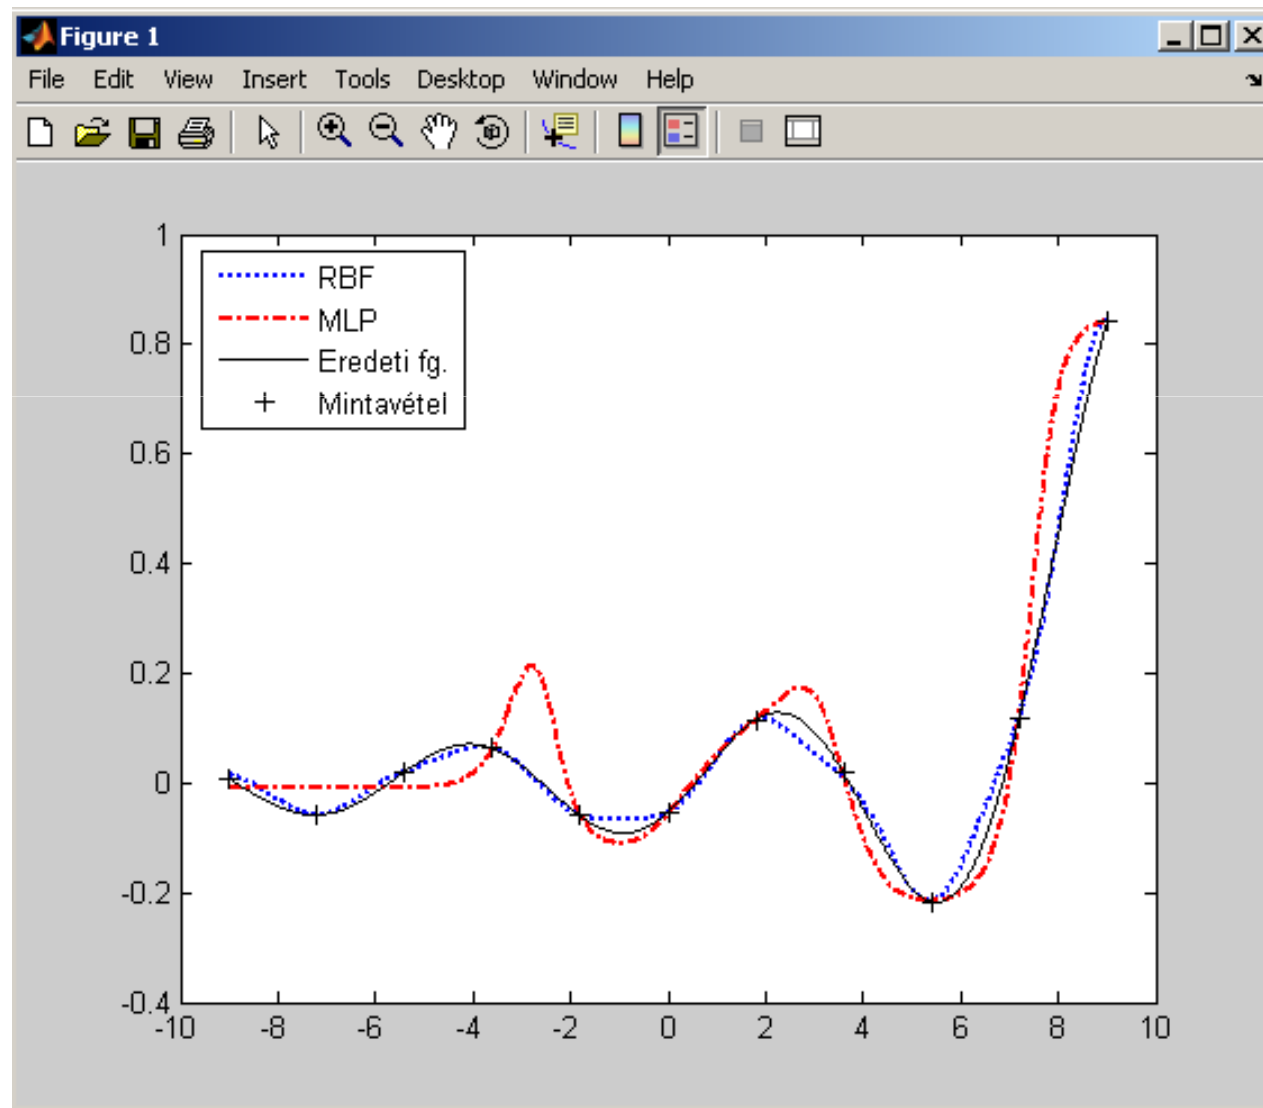 Figure 1
File Edit View Insert Tools Desktop Window Help
1
0.8
0.6
0.4
0.2
0
-0.2
-0.4
RBF
MLP
Eredeti fg.
Mintavétel
-10 -8 -6 -4 -2 0 2 4 6 8 10